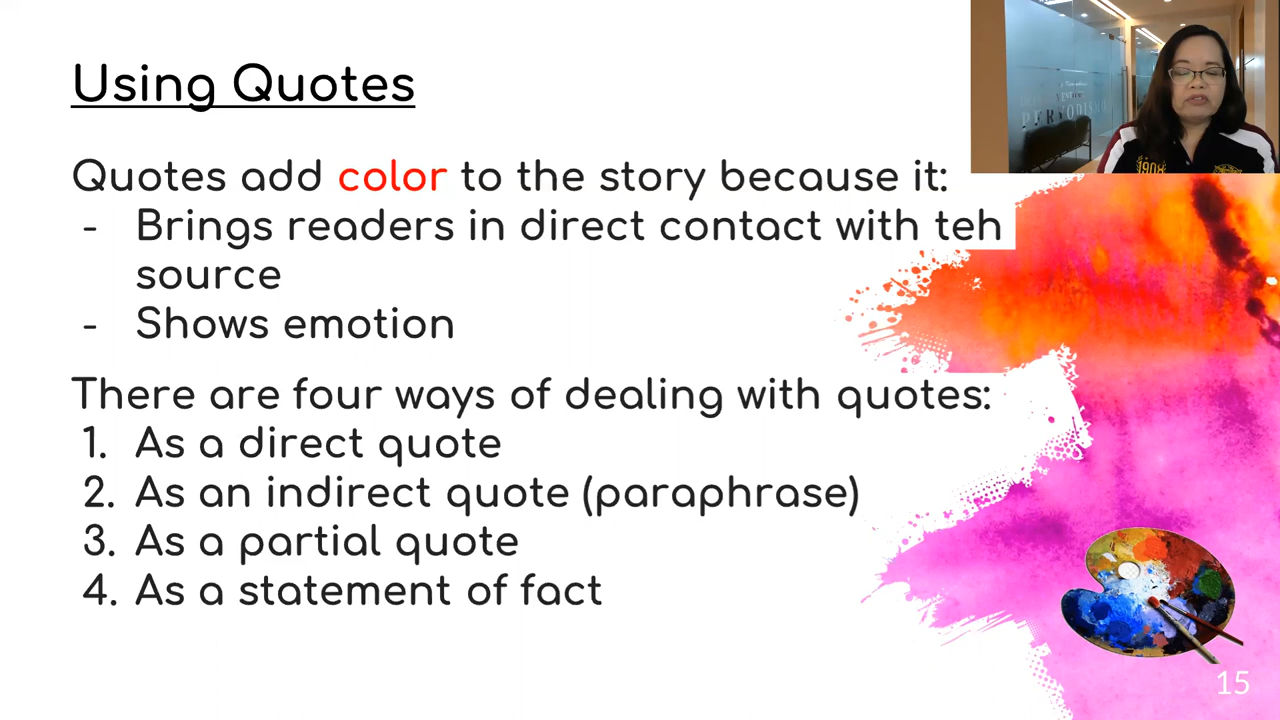 Using Quotes
Quotes add color to the story because it:
- Brings readers in direct contact with teh
source
- Shows emotion
There are four ways of dealing with quotes:
1. As a direct quote
2. As an indirect quote (paraphrase)
3. As a partial quote
4. As a statement of fact
1908
15